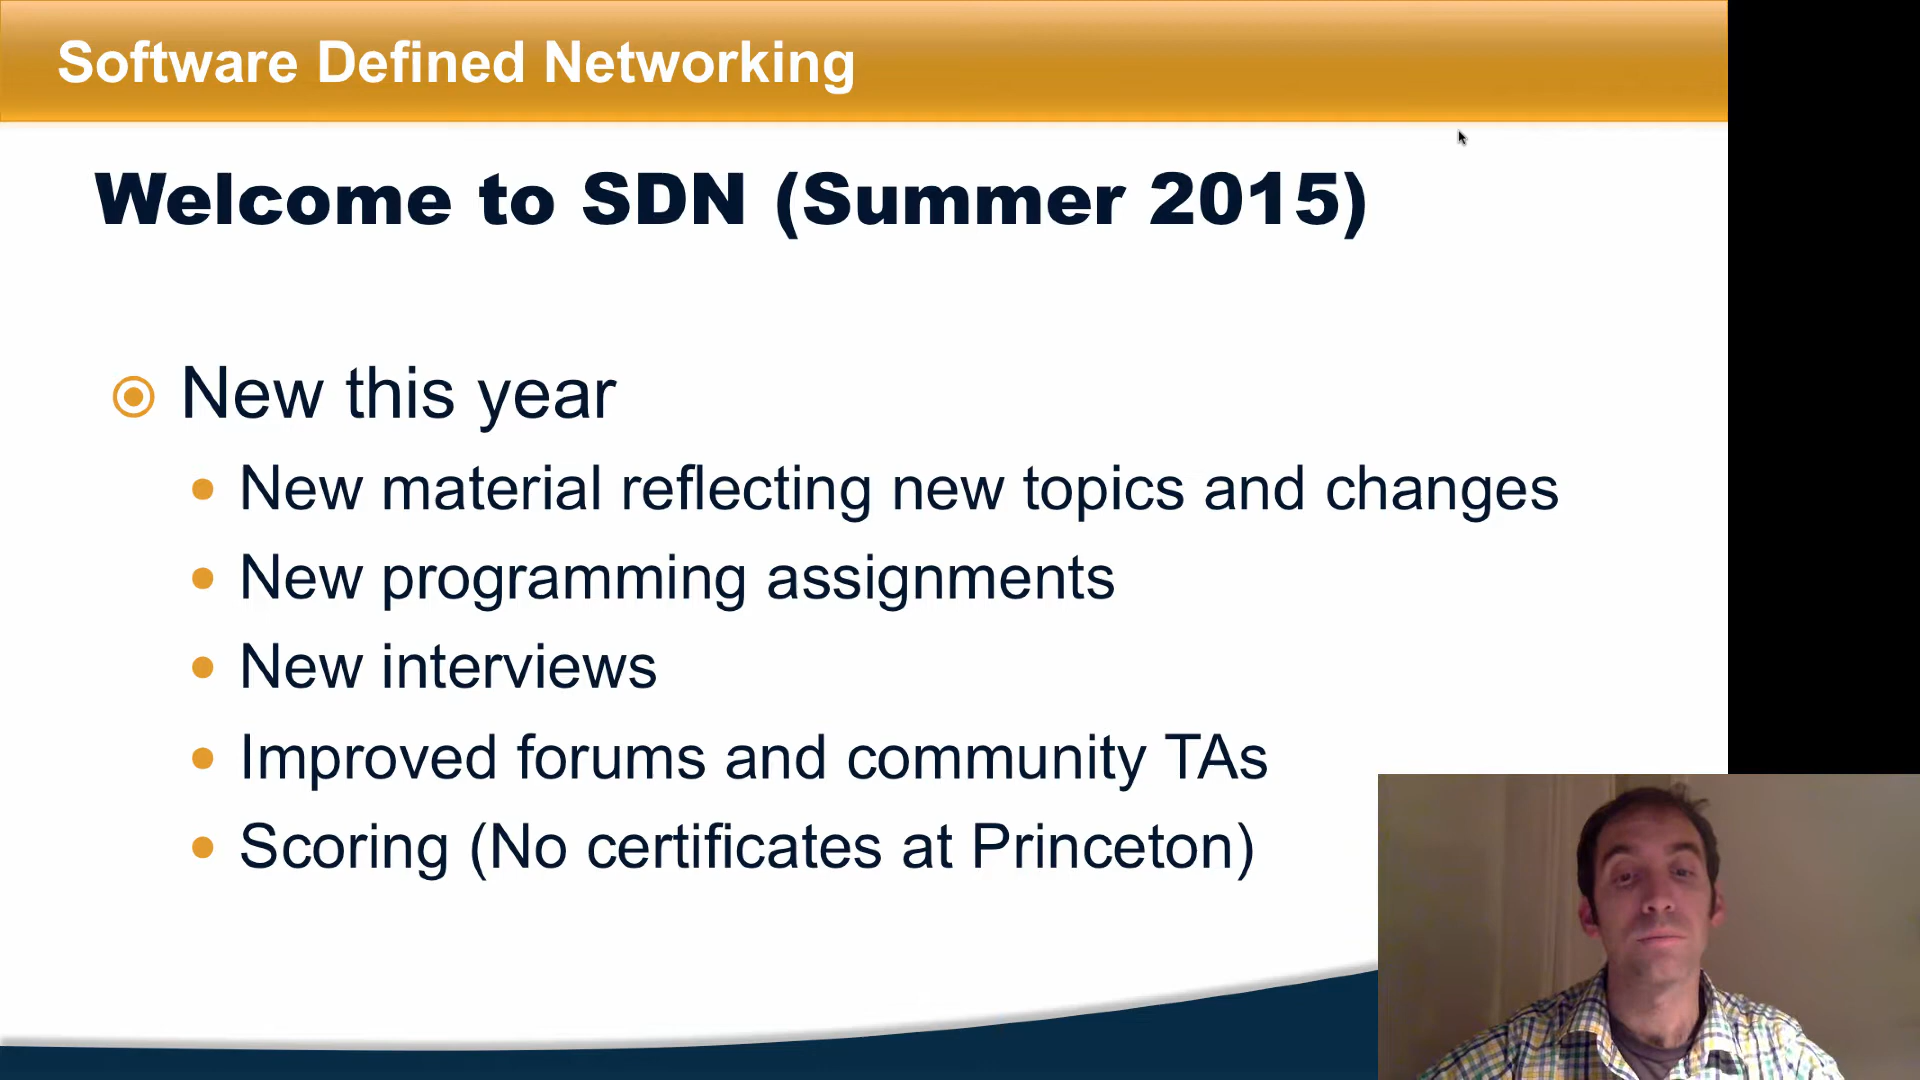 Software Defined Networking
Welcome to SDN (Summer 2015)
New this year
New material reflecting new topics and changes
New programming assignments
New interviews
Improved forums and community TAs
Scoring (No certificates at Princeton)